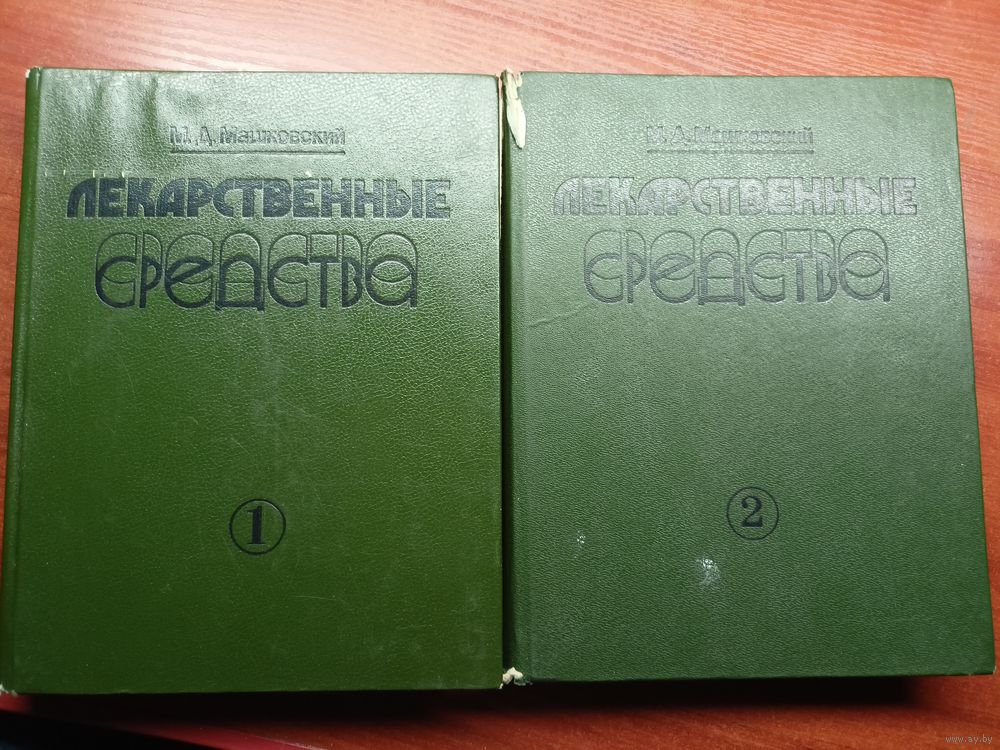 М. Д. Машковский
ЛЕКАРСТВЕННЫЕ
СРЕДСТВА
1
М. Д. Машковский
ЛЕКАРСТВЕННЫЕ
СРЕДСТВА
2
www.ay.by